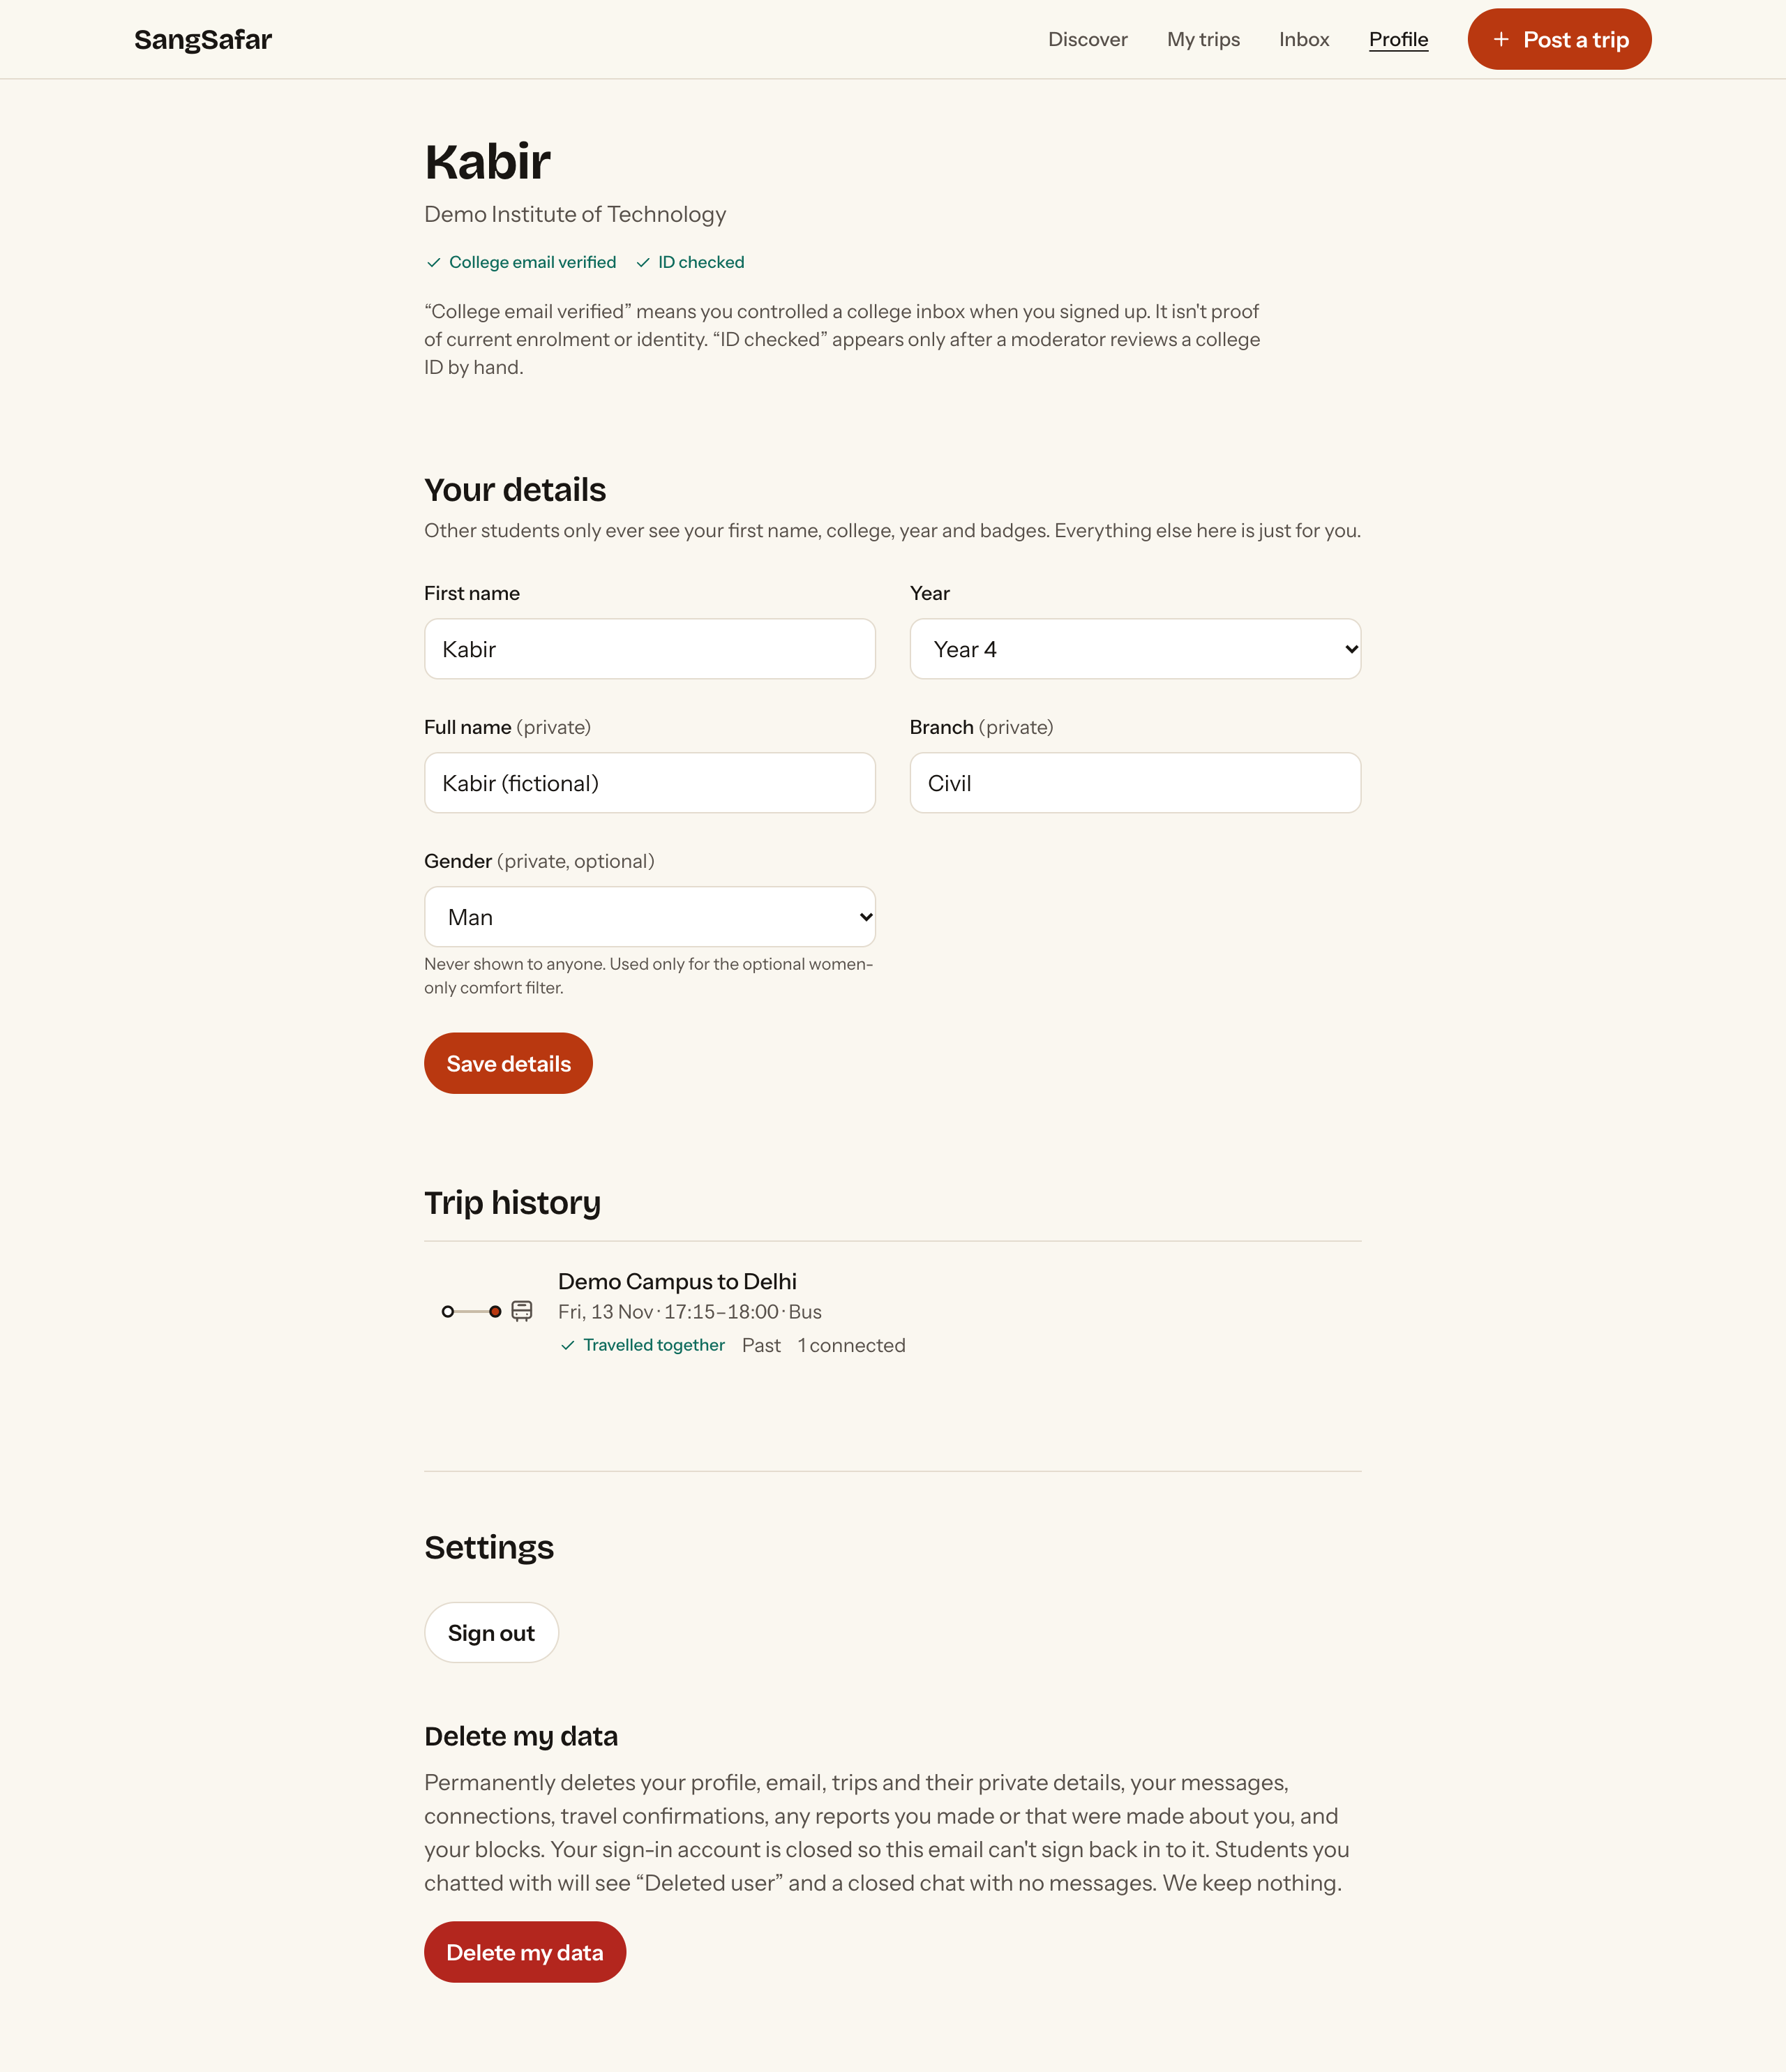 SangSafar
Discover
My trips
Inbox
Profile
+ Post a trip
Kabir
Demo Institute of Technology
College email verified
ID checked
“College email verified” means you controlled a college inbox when you signed up. It isn't proof
of current enrolment or identity. “ID checked” appears only after a moderator reviews a college
ID by hand.
Your details
Other students only ever see your first name, college, year and badges. Everything else here is just for you.
First name
Year
Kabir
Year 4
Full name (private)
Branch (private)
Kabir (fictional)
Civil
Gender (private, optional)
Man
Never shown to anyone. Used only for the optional women-
only comfort filter.
Save details
Trip history
Demo Campus to Delhi
Fri, 13 Nov · 17:15–18:00 · Bus
Travelled together Past 1 connected
Settings
Sign out
Delete my data
Permanently deletes your profile, email, trips and their private details, your messages,
connections, travel confirmations, any reports you made or that were made about you, and
your blocks. Your sign-in account is closed so this email can't sign back in to it. Students you
chatted with will see “Deleted user” and a closed chat with no messages. We keep nothing.
Delete my data